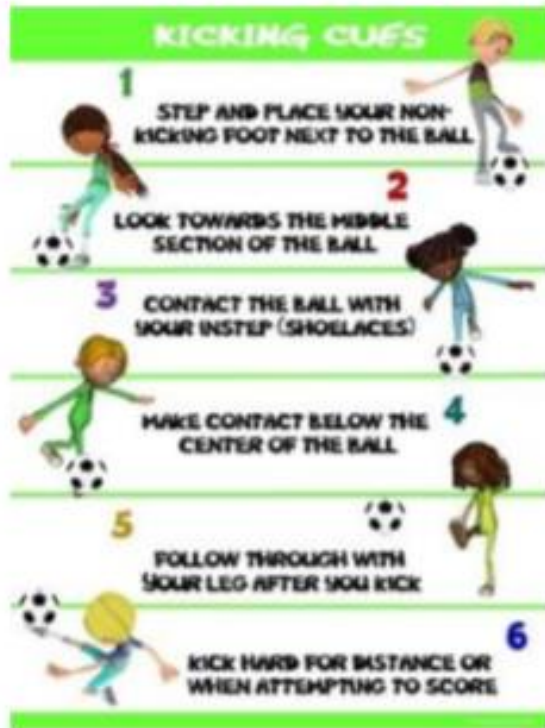 KICKING CUES
1
STEP AND PLACE YOUR NON-
KICKING FOOT NEXT TO THE BALL
2
LOOK TOWARDS THE MIDDLE
SECTION OF THE BALL
3
CONTACT THE BALL WITH
YOUR INSTEP (SHOELACES)
4
MAKE CONTACT BELOW THE
CENTER OF THE BALL
5
FOLLOW THROUGH WITH
YOUR LEG AFTER YOU KICK
6
KICK HARD FOR DISTANCE OR
WHEN ATTEMPTING TO SCORE